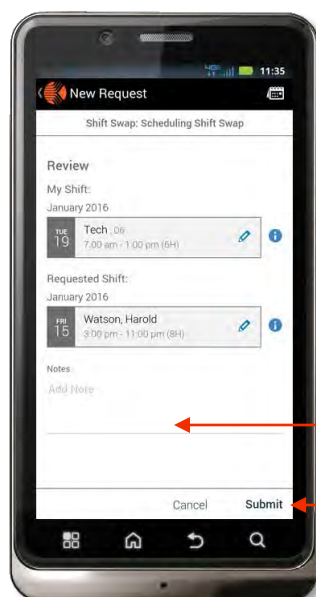 4G 11:35
New Request
Shift Swap: Scheduling Shift Swap
Review
My Shift:
January 2016
TUE
19
Tech , 06
7:00 am - 1:00 pm (6H)
Requested Shift:
January 2016
FRI
15
Watson, Harold
3:00 pm - 11:00 pm (8H)
Notes
Add Note
Cancel Submit